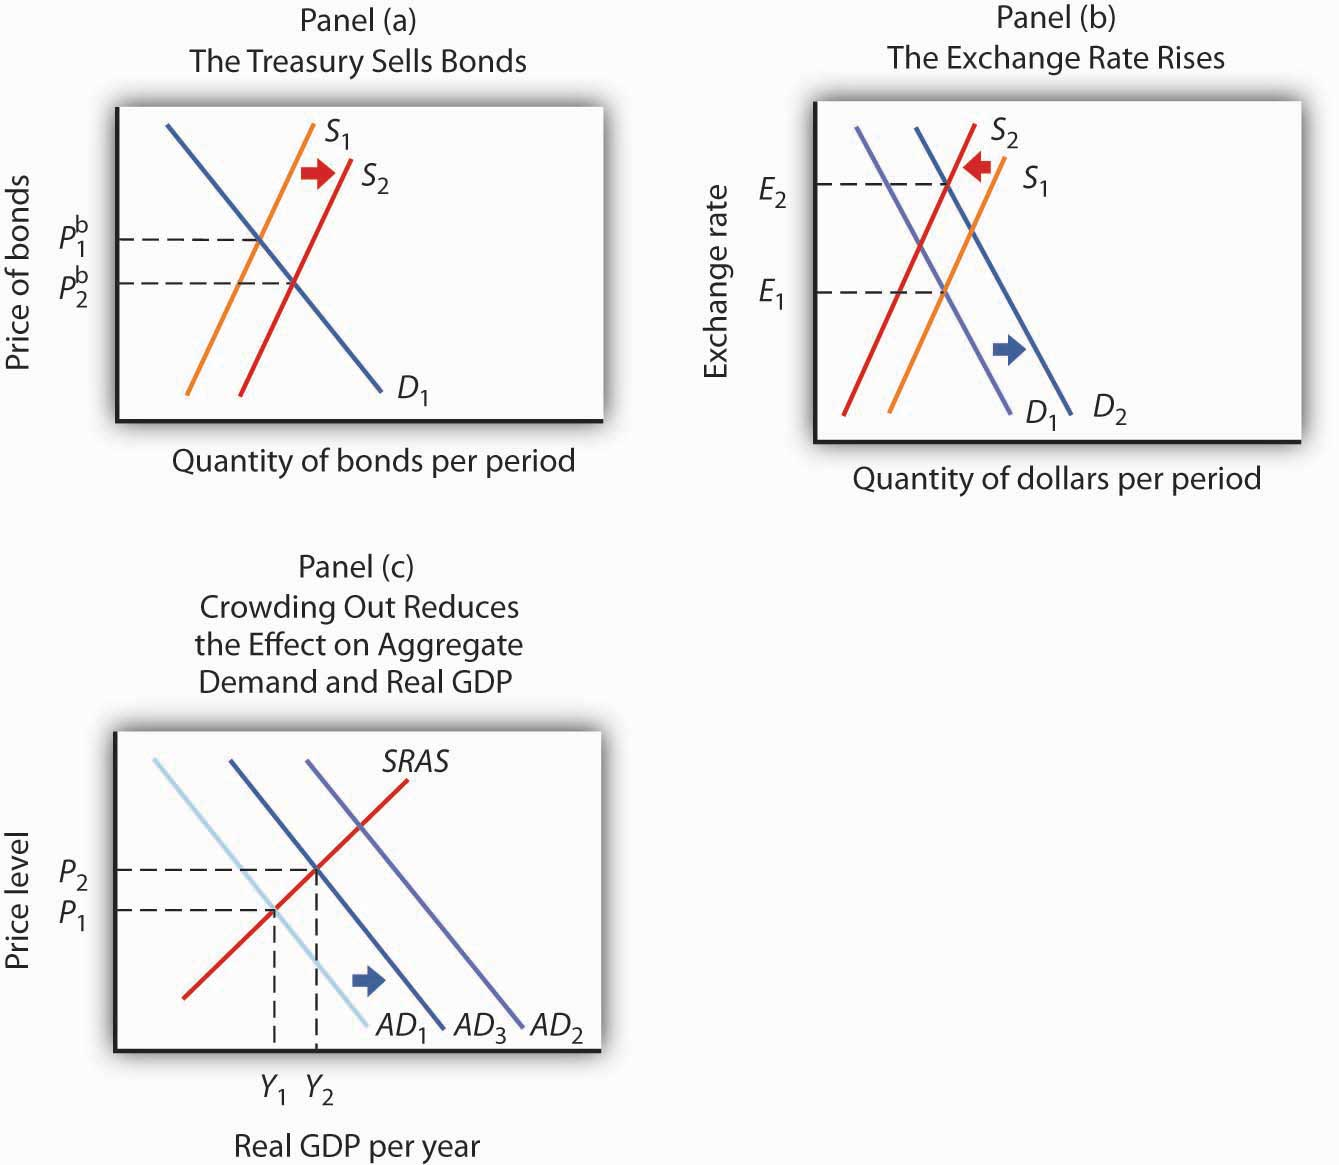 Panel (a)
The Treasury Sells Bonds
Price of bonds
P₁ᵇ
P₂ᵇ
S₁
S₂
D₁
Quantity of bonds per period
Panel (b)
The Exchange Rate Rises
Exchange rate
E₂
E₁
S₂
S₁
D₁
D₂
Quantity of dollars per period
Panel (c)
Crowding Out Reduces
the Effect on Aggregate
Demand and Real GDP
Price level
P₂
P₁
SRAS
AD₁
AD₃
AD₂
Y₁
Y₂
Real GDP per year